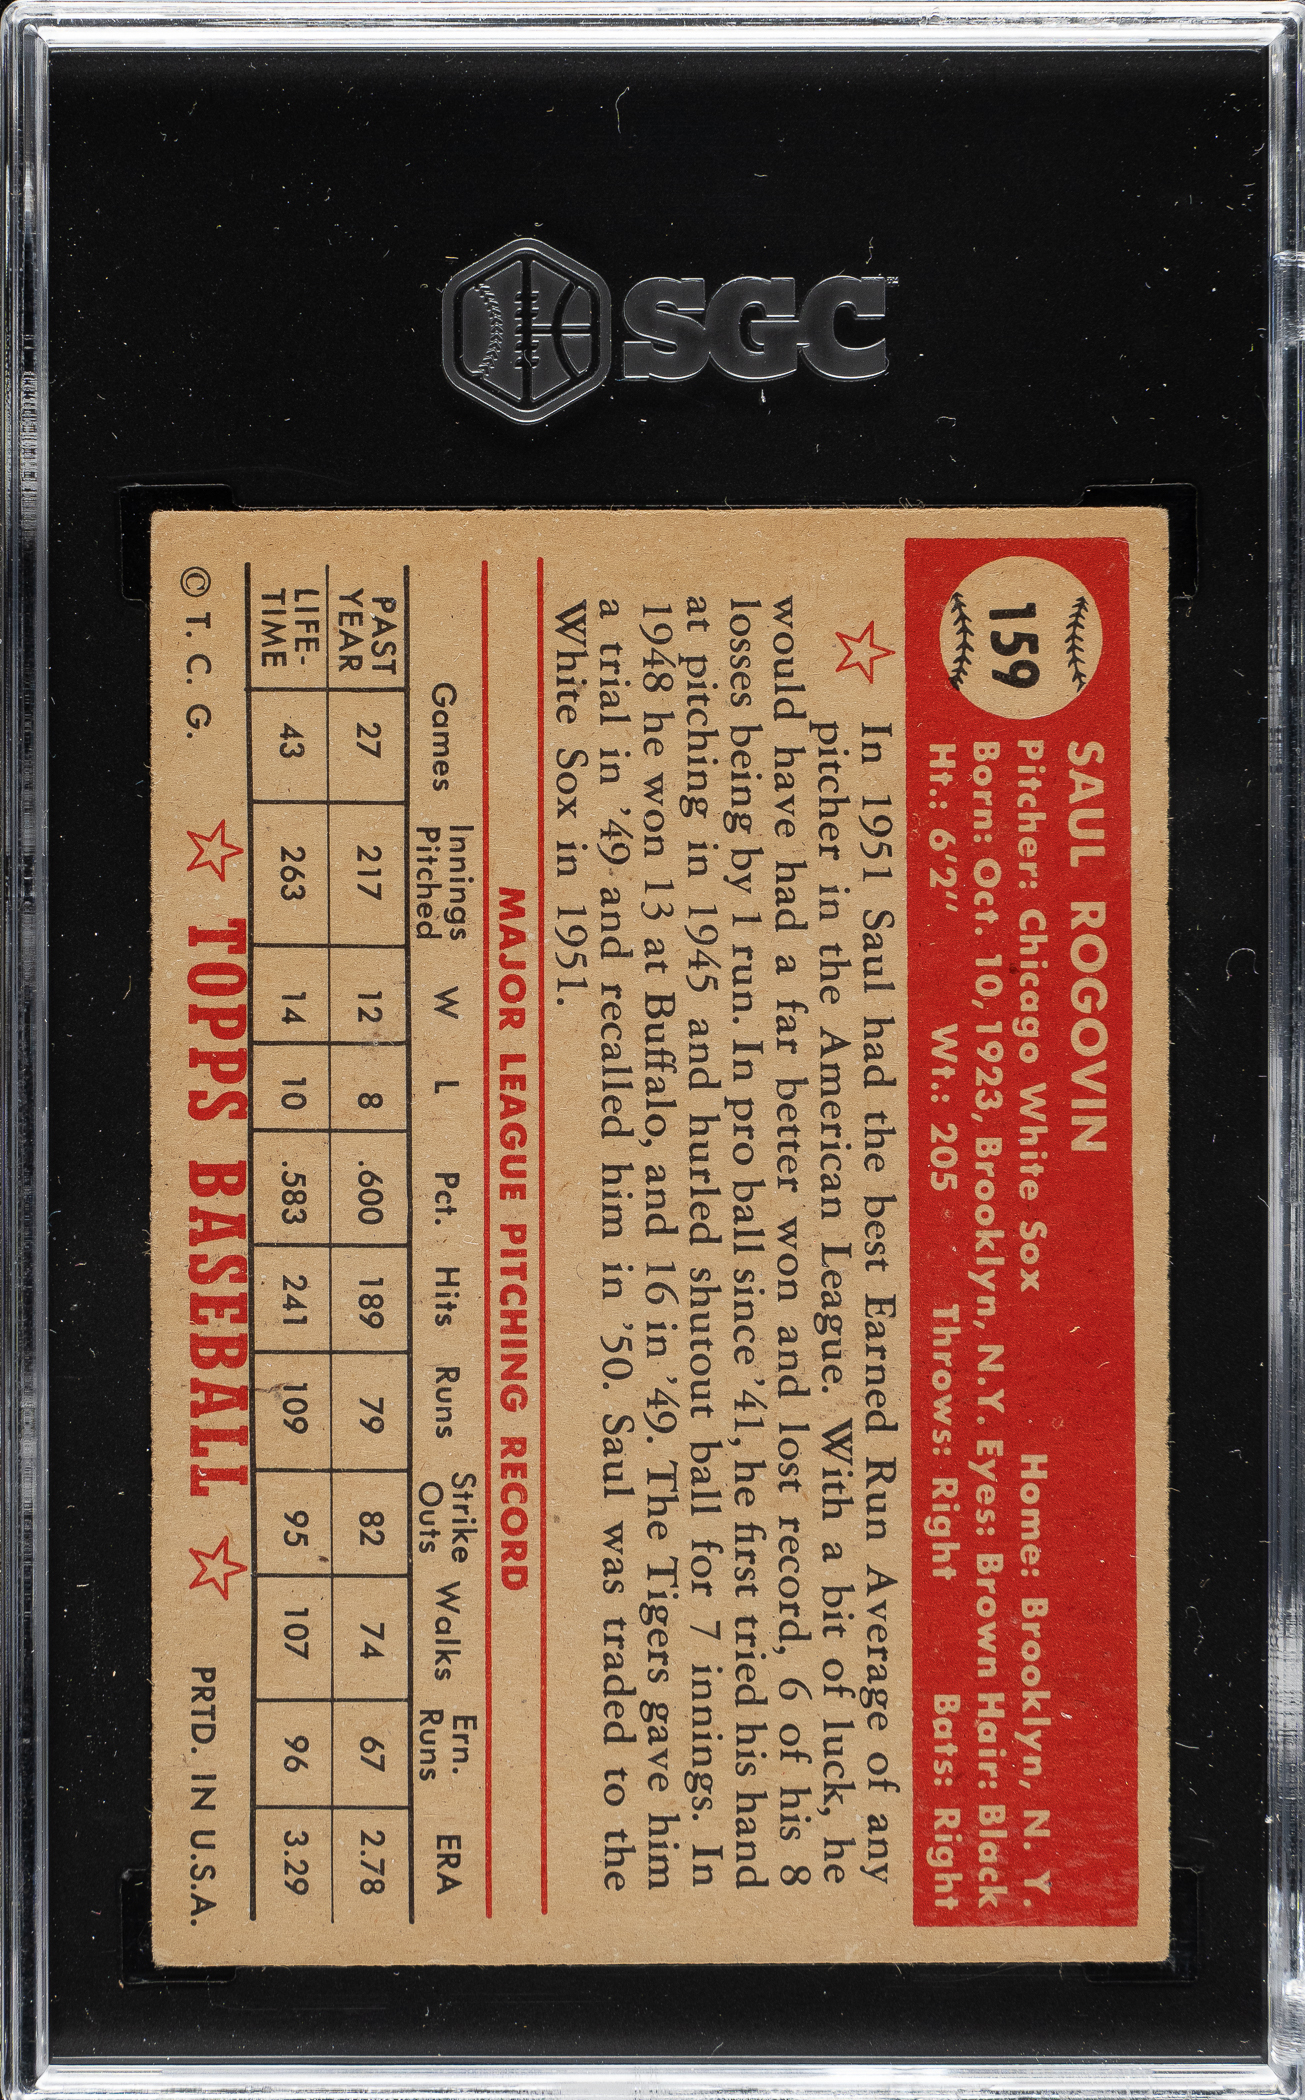 SGC
™
159
SAUL ROGOVIN
Pitcher: Chicago White Sox Home: Brooklyn, N. Y.
Born: Oct. 10, 1923, Brooklyn, N.Y. Eyes: Brown Hair: Black
Ht.: 6'2" Wt.: 205 Throws: Right Bats: Right
In 1951 Saul had the best Earned Run Average of any
pitcher in the American League. With a bit of luck, he
would have had a far better won and lost record, 6 of his 8
losses being by 1 run. In pro ball since '41, he first tried his hand
at pitching in 1945 and hurled shutout ball for 7 innings. In
1948 he won 13 at Buffalo, and 16 in '49. The Tigers gave him
a trial in '49 and recalled him in '50. Saul was traded to the
White Sox in 1951.
MAJOR LEAGUE PITCHING RECORD
Games Innings Pitched W L Pct. Hits Runs Strike Outs Walks Ern. Runs ERA
PAST YEAR 27 217 12 8 .600 189 79 82 74 67 2.78
LIFE-TIME 43 263 14 10 .583 241 109 95 107 96 3.29
© T. C. G. TOPPS BASEBALL PRTD. IN U.S.A.